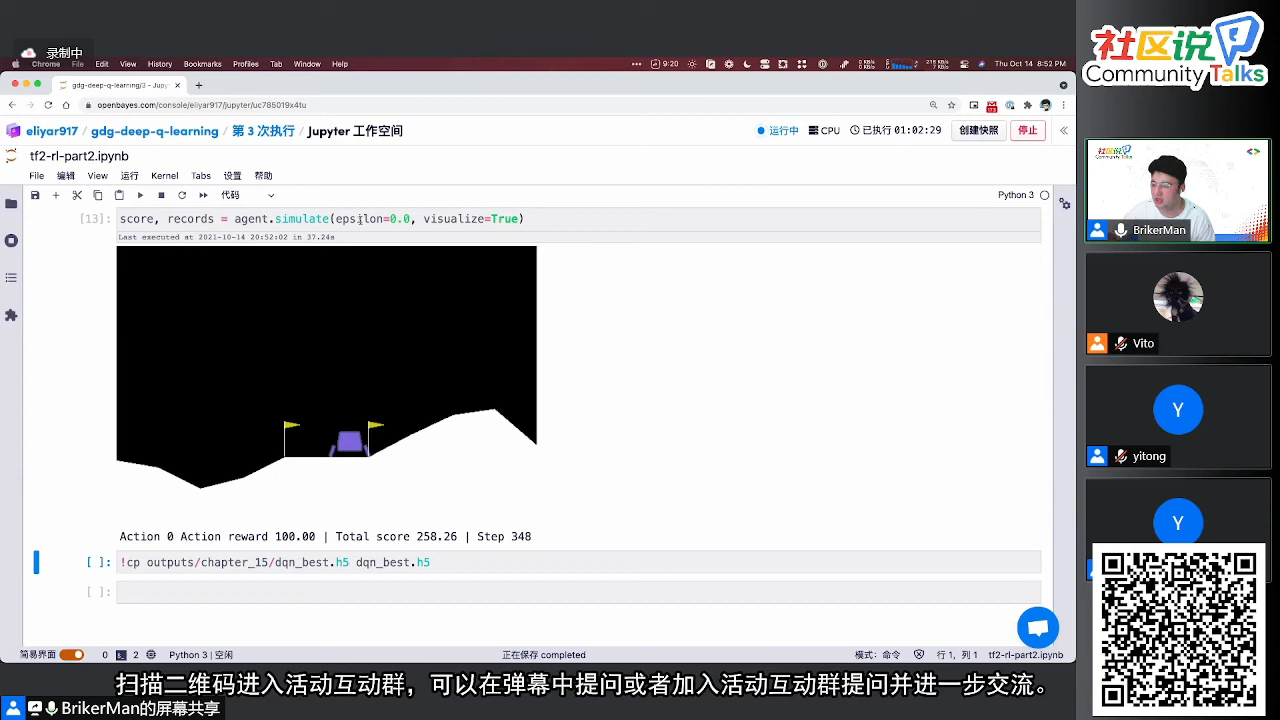 录制中
Chrome File Edit View History Bookmarks Profiles Tab Window Help
9:20
Thu Oct 14 8:52 PM
gdg-deep-q-learning/3 - Jupy
openbayes.com/console/eliyar917/jupyter/uc785019x4tu
eliyar917 / gdg-deep-q-learning / 第 3 次执行 / Jupyter 工作空间
运行中 CPU 已执行 01:02:29 创建快照 停止
tf2-rl-part2.ipynb
File 编辑 View 运行 Kernel Tabs 设置 帮助
代码
Python 3
[13]: score, records = agent.simulate(epsilon=0.0, visualize=True)
Last executed at 2021-10-14 20:52:02 in 37.24s
Action 0 Action reward 100.00 | Total score 258.26 | Step 348
[ ]: !cp outputs/chapter_15/dqn_best.h5 dqn_best.h5
[ ]:
简易界面 0 2 Python 3 | 空闲 正在保存 completed 模式: 命令 行 1, 列 1 tf2-rl-part2.ipynb
扫描二维码进入活动互动群，可以在弹幕中提问或者加入活动互动群提问并进一步交流。
BrikerMan的屏幕共享
社区说
Community Talks
社区说
BrikerMan
Vito
Y
yitong
Y